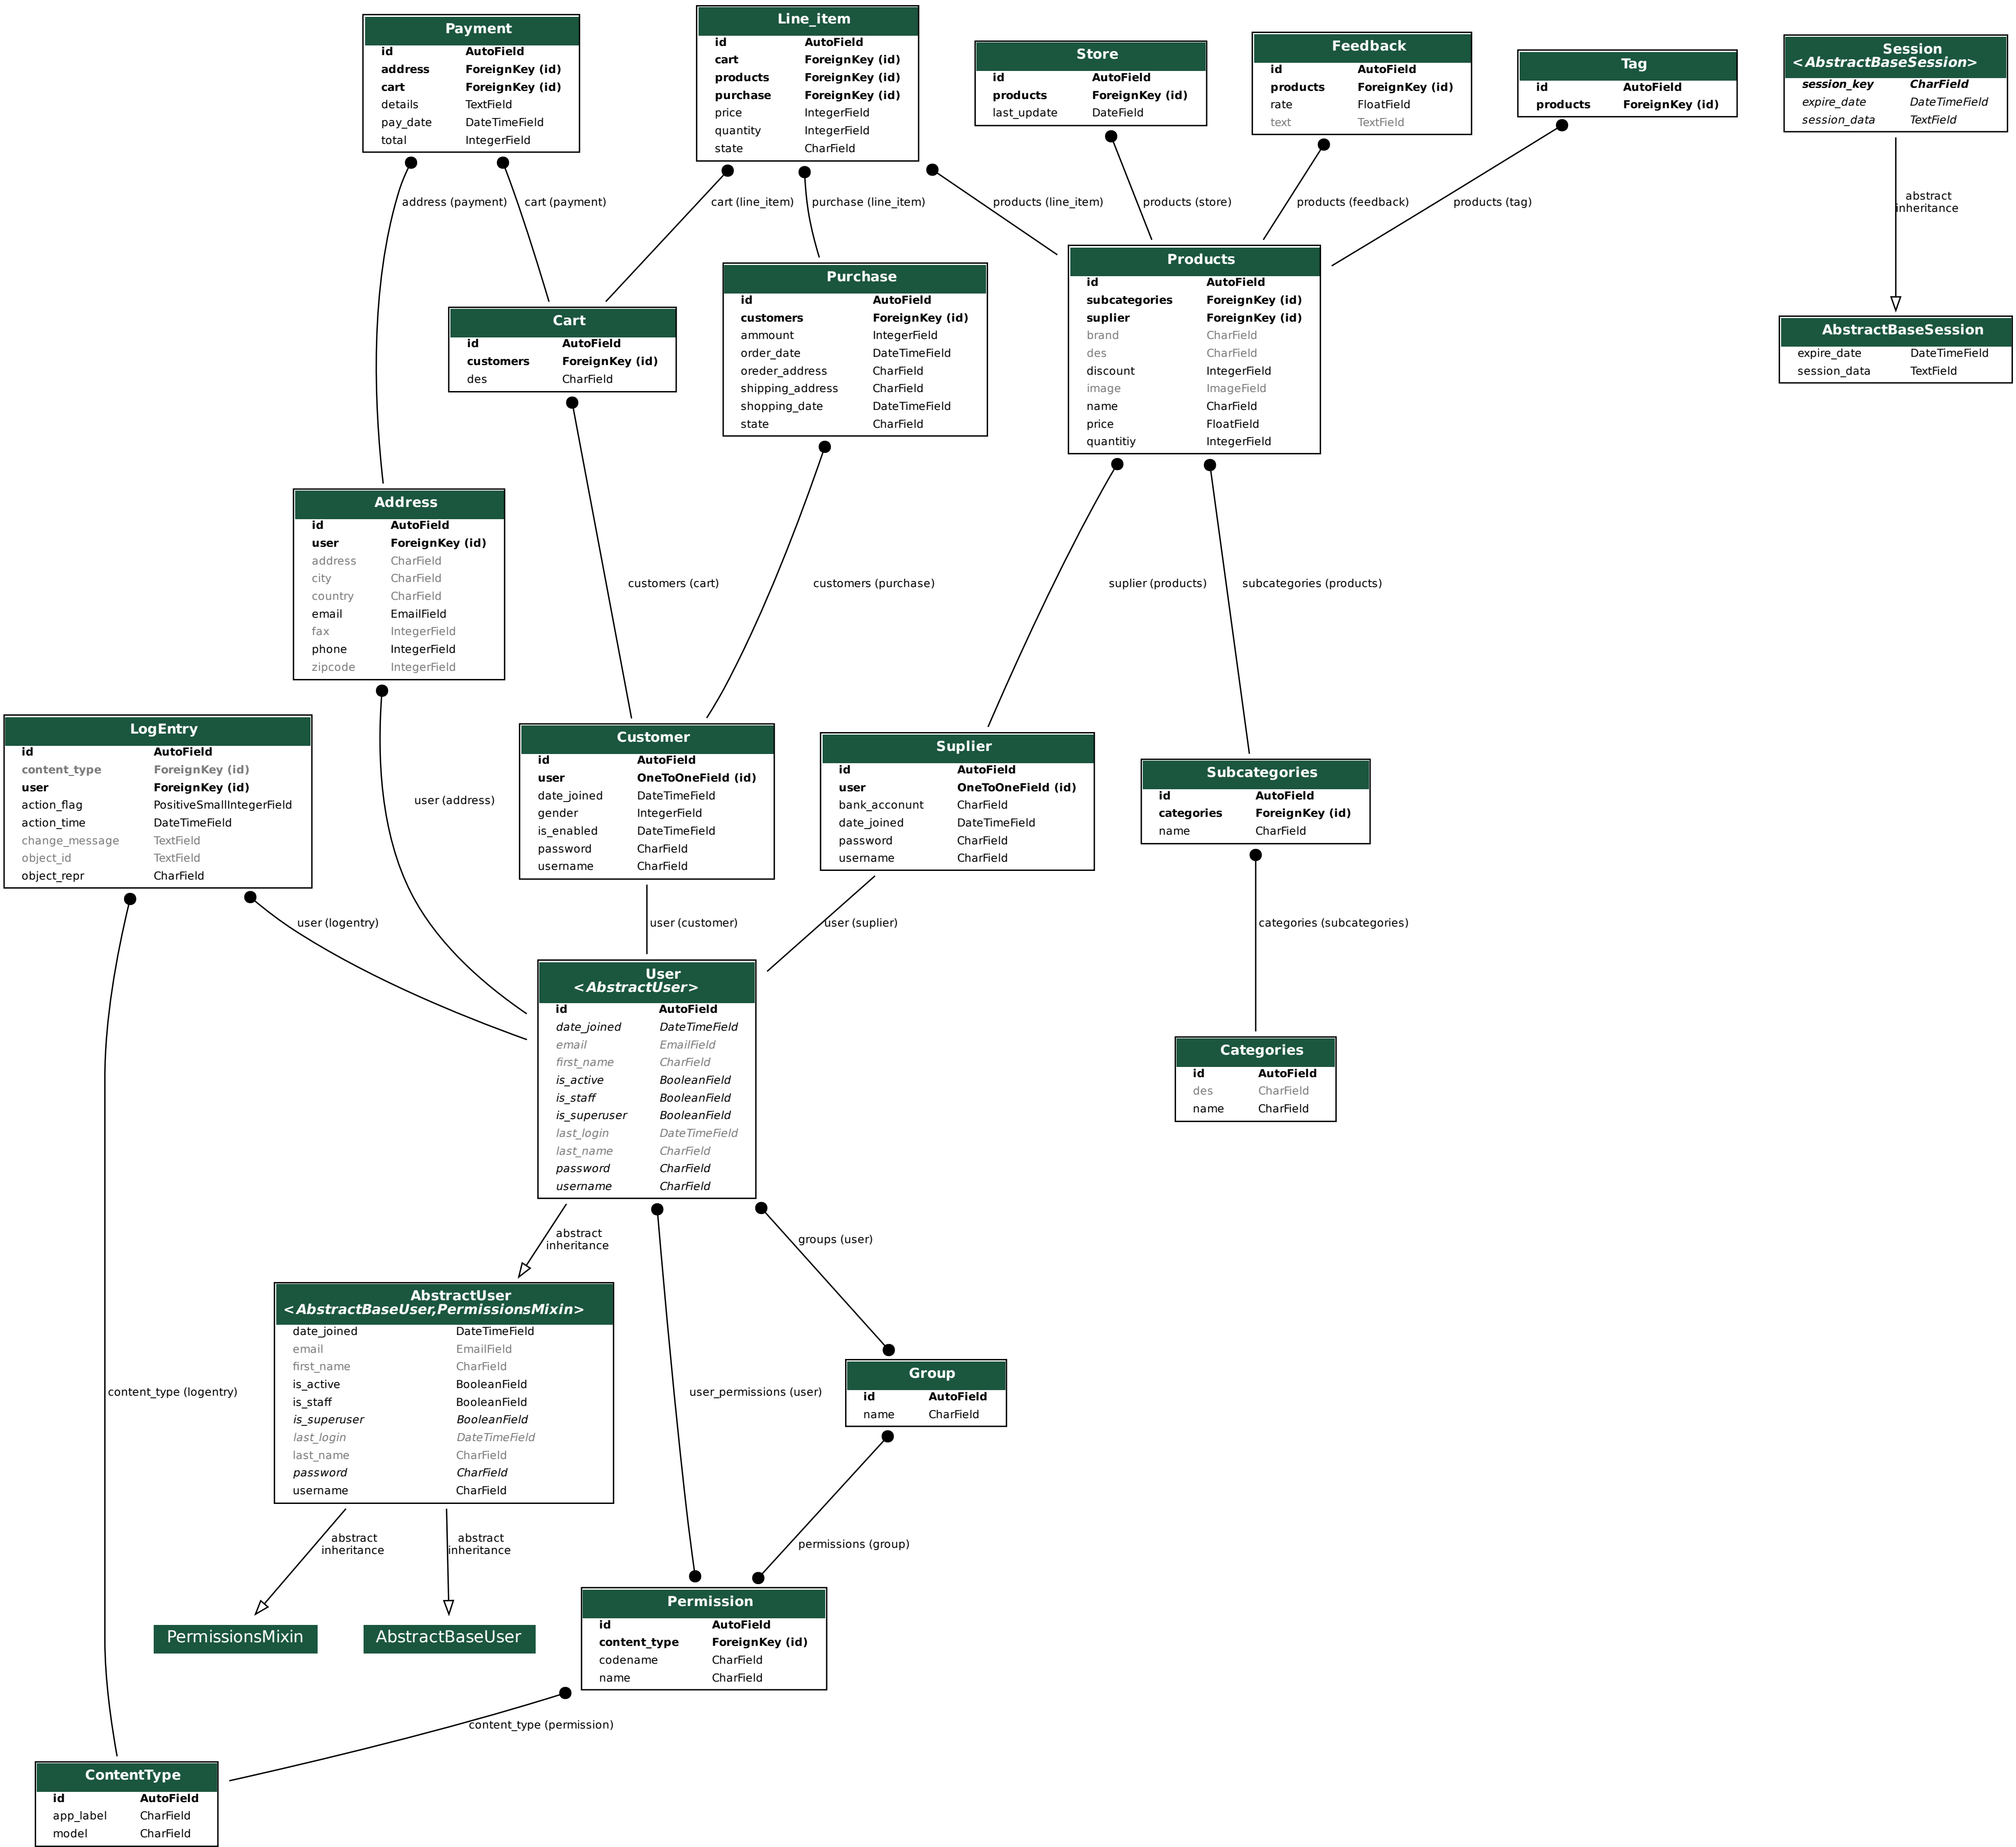 Payment
id AutoField
address ForeignKey (id)
cart ForeignKey (id)
details TextField
pay_date DateTimeField
total IntegerField
Line_item
id AutoField
cart ForeignKey (id)
products ForeignKey (id)
purchase ForeignKey (id)
price IntegerField
quantity IntegerField
state CharField
Store
id AutoField
products ForeignKey (id)
last_update DateField
Feedback
id AutoField
products ForeignKey (id)
rate FloatField
text TextField
Tag
id AutoField
products ForeignKey (id)
Session
<AbstractBaseSession>
session_key CharField
expire_date DateTimeField
session_data TextField
address (payment)
cart (payment)
cart (line_item)
purchase (line_item)
products (line_item)
products (store)
products (feedback)
products (tag)
abstract
inheritance
Cart
id AutoField
customers ForeignKey (id)
des CharField
Purchase
id AutoField
customers ForeignKey (id)
ammount IntegerField
order_date DateTimeField
oreder_address CharField
shipping_address CharField
shopping_date DateTimeField
state CharField
Products
id AutoField
subcategories ForeignKey (id)
suplier ForeignKey (id)
brand CharField
des CharField
discount IntegerField
image ImageField
name CharField
price FloatField
quantitiy IntegerField
AbstractBaseSession
expire_date DateTimeField
session_data TextField
Address
id AutoField
user ForeignKey (id)
address CharField
city CharField
country CharField
email EmailField
fax IntegerField
phone IntegerField
zipcode IntegerField
customers (cart)
customers (purchase)
suplier (products)
subcategories (products)
LogEntry
id AutoField
content_type ForeignKey (id)
user ForeignKey (id)
action_flag PositiveSmallIntegerField
action_time DateTimeField
change_message TextField
object_id TextField
object_repr CharField
user (address)
Customer
id AutoField
user OneToOneField (id)
date_joined DateTimeField
gender IntegerField
is_enabled DateTimeField
password CharField
username CharField
Suplier
id AutoField
user OneToOneField (id)
bank_acconunt CharField
date_joined DateTimeField
password CharField
username CharField
Subcategories
id AutoField
categories ForeignKey (id)
name CharField
user (logentry)
user (customer)
user (suplier)
categories (subcategories)
User
<AbstractUser>
id AutoField
date_joined DateTimeField
email EmailField
first_name CharField
is_active BooleanField
is_staff BooleanField
is_superuser BooleanField
last_login DateTimeField
last_name CharField
password CharField
username CharField
Categories
id AutoField
des CharField
name CharField
abstract
inheritance
groups (user)
AbstractUser
<AbstractBaseUser,PermissionsMixin>
date_joined DateTimeField
email EmailField
first_name CharField
is_active BooleanField
is_staff BooleanField
is_superuser BooleanField
last_login DateTimeField
last_name CharField
password CharField
username CharField
content_type (logentry)
user_permissions (user)
Group
id AutoField
name CharField
abstract
inheritance
abstract
inheritance
permissions (group)
PermissionsMixin
AbstractBaseUser
Permission
id AutoField
content_type ForeignKey (id)
codename CharField
name CharField
content_type (permission)
ContentType
id AutoField
app_label CharField
model CharField